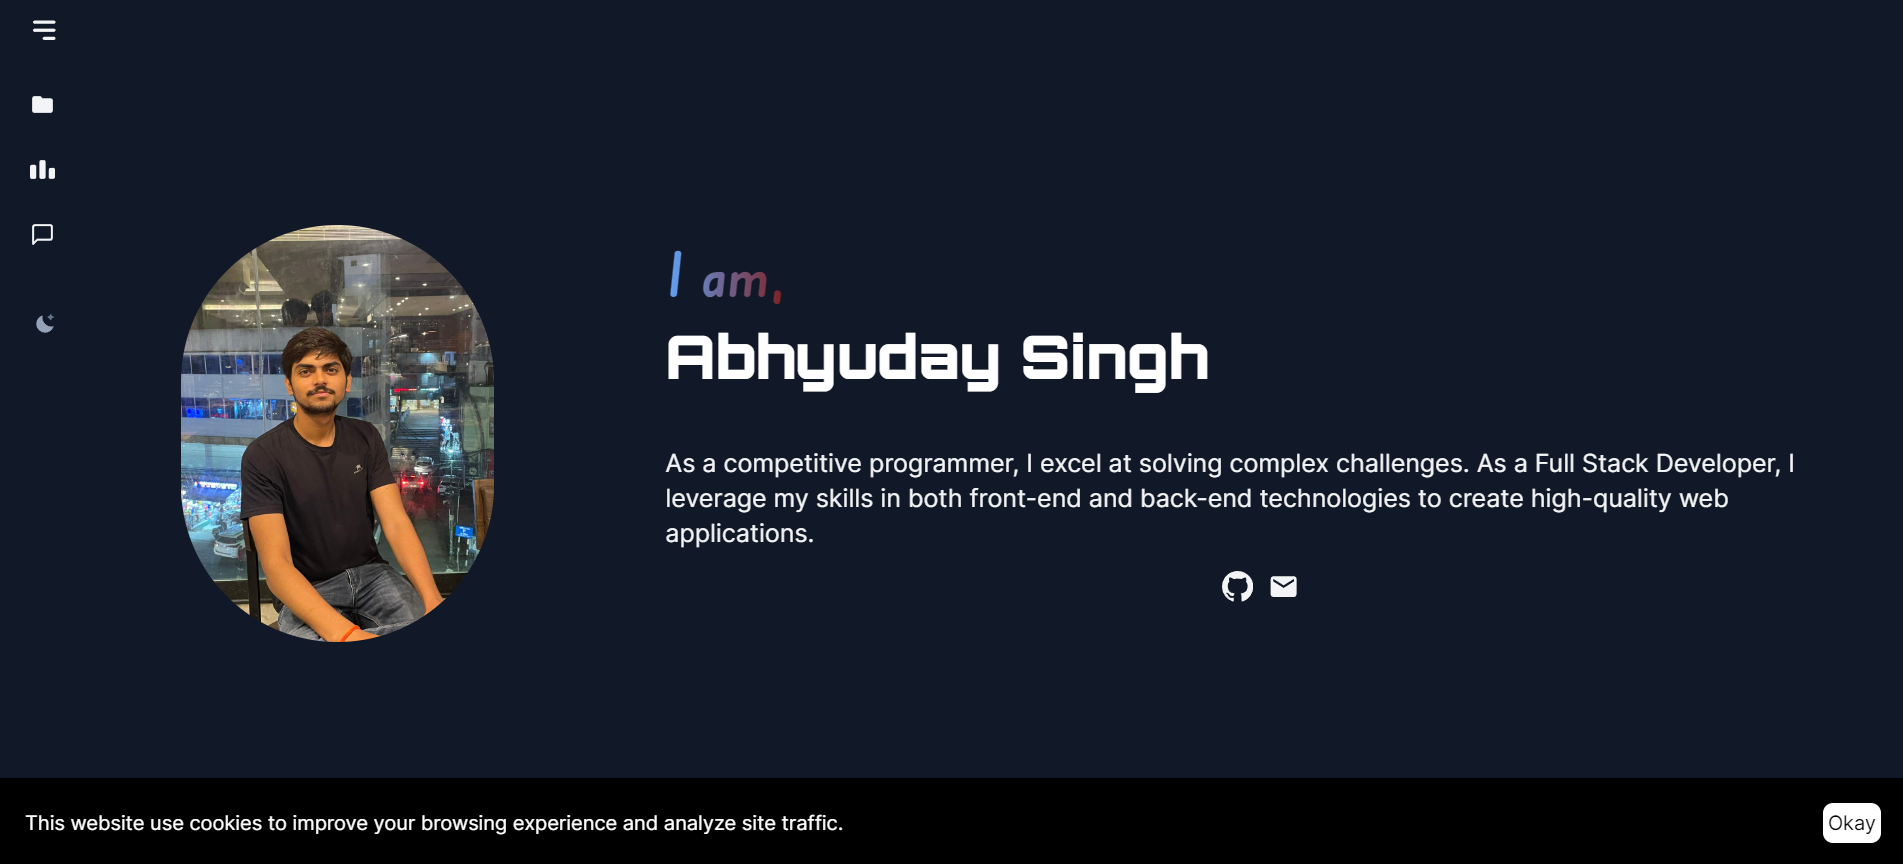 I am,
Abhyuday Singh
As a competitive programmer, I excel at solving complex challenges. As a Full Stack Developer, I
leverage my skills in both front-end and back-end technologies to create high-quality web
applications.
This website use cookies to improve your browsing experience and analyze site traffic.
Okay